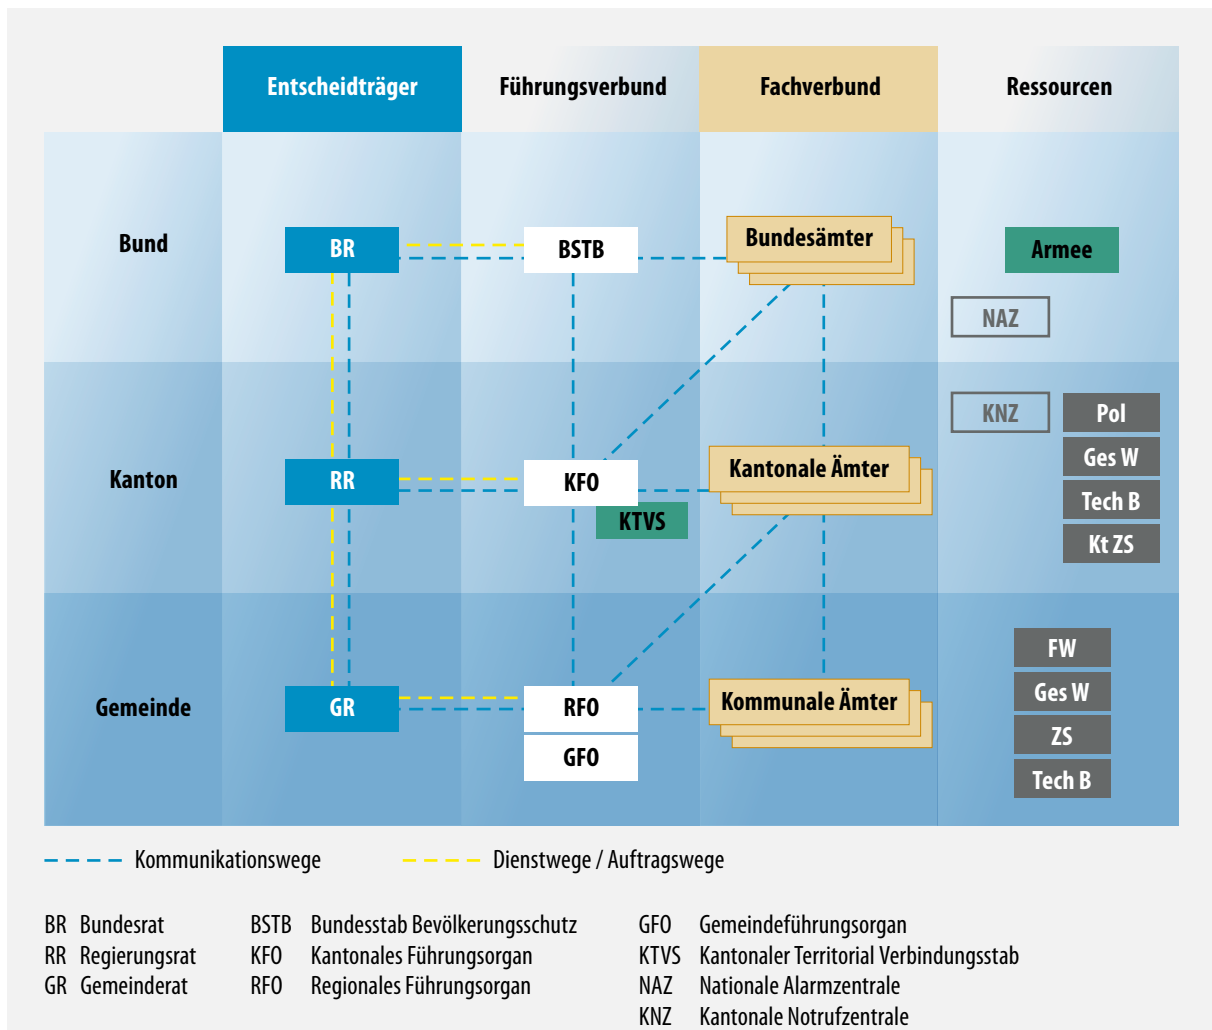 Entscheidträger Führungsverbund Fachverbund Ressourcen
Bund
BR
BSTB
Bundesämter
Armee
NAZ
Kanton
RR
KFO
KTVS
Kantonale Ämter
KNZ
Pol
Ges W
Tech B
Kt ZS
Gemeinde
GR
RFO
GFO
Kommunale Ämter
FW
Ges W
ZS
Tech B
Kommunikationswege Dienstwege / Auftragswege
BR Bundesrat
RR Regierungsrat
GR Gemeinderat
BSTB Bundesstab Bevölkerungsschutz
KFO Kantonales Führungsorgan
RFO Regionales Führungsorgan
GFO Gemeindeführungsorgan
KTVS Kantonaler Territorial Verbindungsstab
NAZ Nationale Alarmzentrale
KNZ Kantonale Notrufzentrale